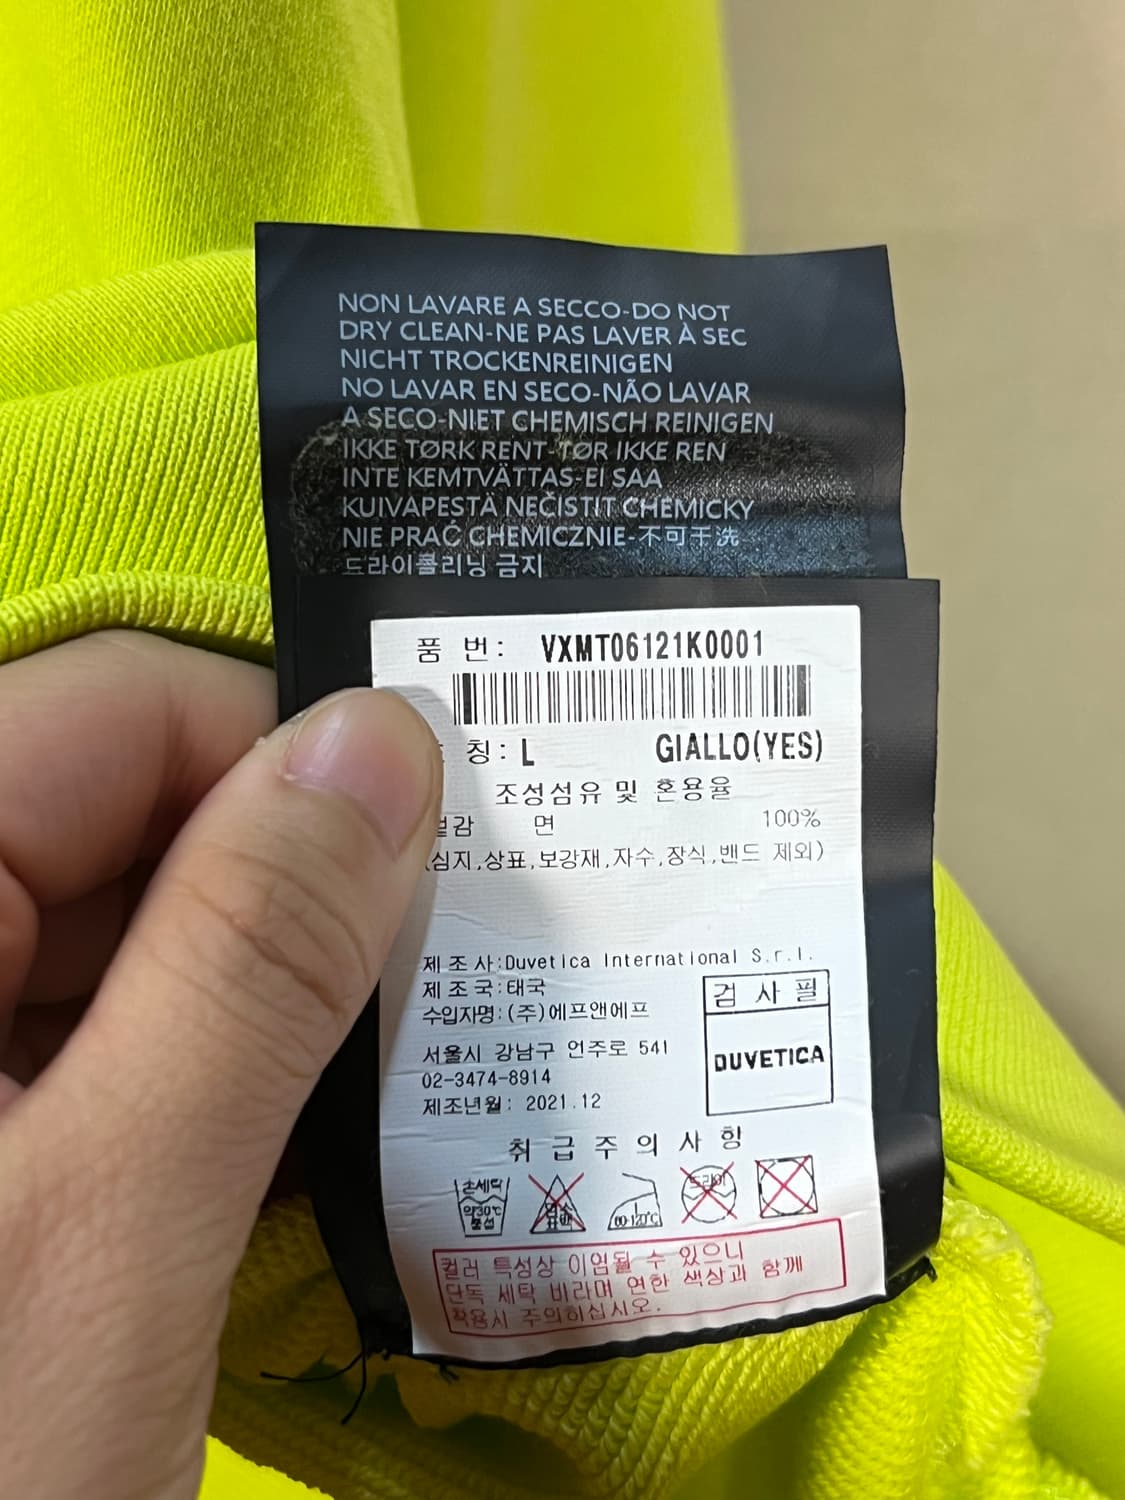 NON LAVARE A SECCO-DO NOT
DRY CLEAN-NE PAS LAVER À SEC
NICHT TROCKENREINIGEN
NO LAVAR EN SECO-NÃO LAVAR
A SECO-NIET CHEMISCH REINIGEN
IKKE TØRK RENT-TØR IKKE REN
INTE KEMTVÄTTAS-EI SAA
KUIVAPESTÄ NEČISTIT CHEMICKY
NIE PRAĆ CHEMICZNIE-不可干洗
드라이클리닝 금지
품 번: VXMT06121K0001
칭: L GIALLO(YES)
조성섬유 및 혼용율
겉감 면 100%
(심지,상표,보강재,자수,장식,밴드 제외)
제 조 사:Duvetica International S.r.l.
제 조 국:태국
수입자명:(주)에프앤에프
서울시 강남구 언주로 541
02-3474-8914
제조년월: 2021.12
검 사 필
DUVETICA
취 급 주 의 사 항
손세탁
약30℃
중성
드라이
컬러 특성상 이염될 수 있으니
단독 세탁 바라며 연한 색상과 함께
착용시 주의하십시오.